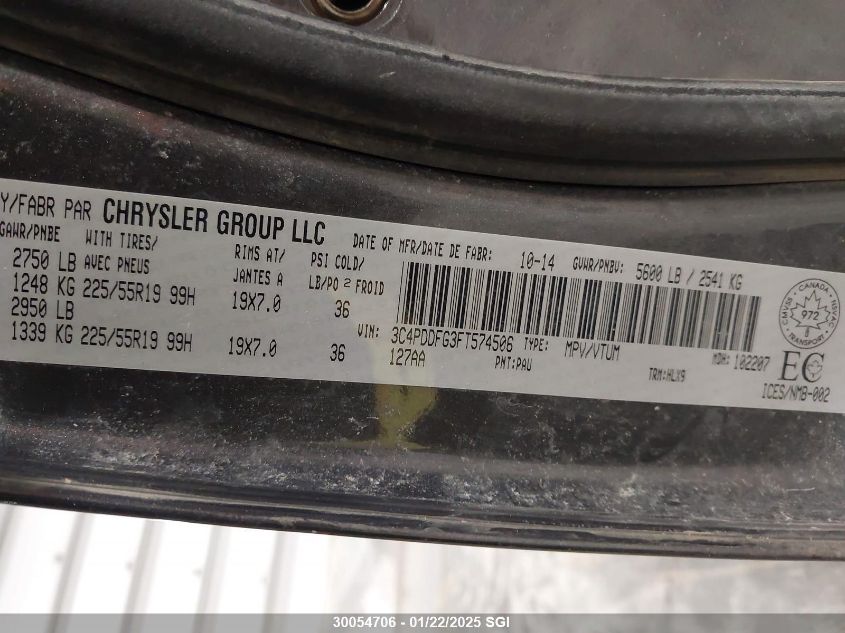 Y/FABR PAR CHRYSLER GROUP LLC
DATE OF MFR/DATE DE FABR: 10-14 GVWR/PNBV: 5600 LB / 2541 KG
GAWR/PNBE WITH TIRES/ RIMS AT/ PSI COLD/
2750 LB AVEC PNEUS JANTES A LB/PO² FROID
1248 KG 225/55R19 99H 19X7.0 36
2950 LB
1339 KG 225/55R19 99H 19X7.0 36
VIN: 3C4PDDFG3FT574506 TYPE: MPV/VTUM MDH: 102207
127AA PNT:PAU TRM:HLX9
CANADA
972
TRANSPORT
EC
ICES/NMB-002
30054706 - 01/22/2025 SGI